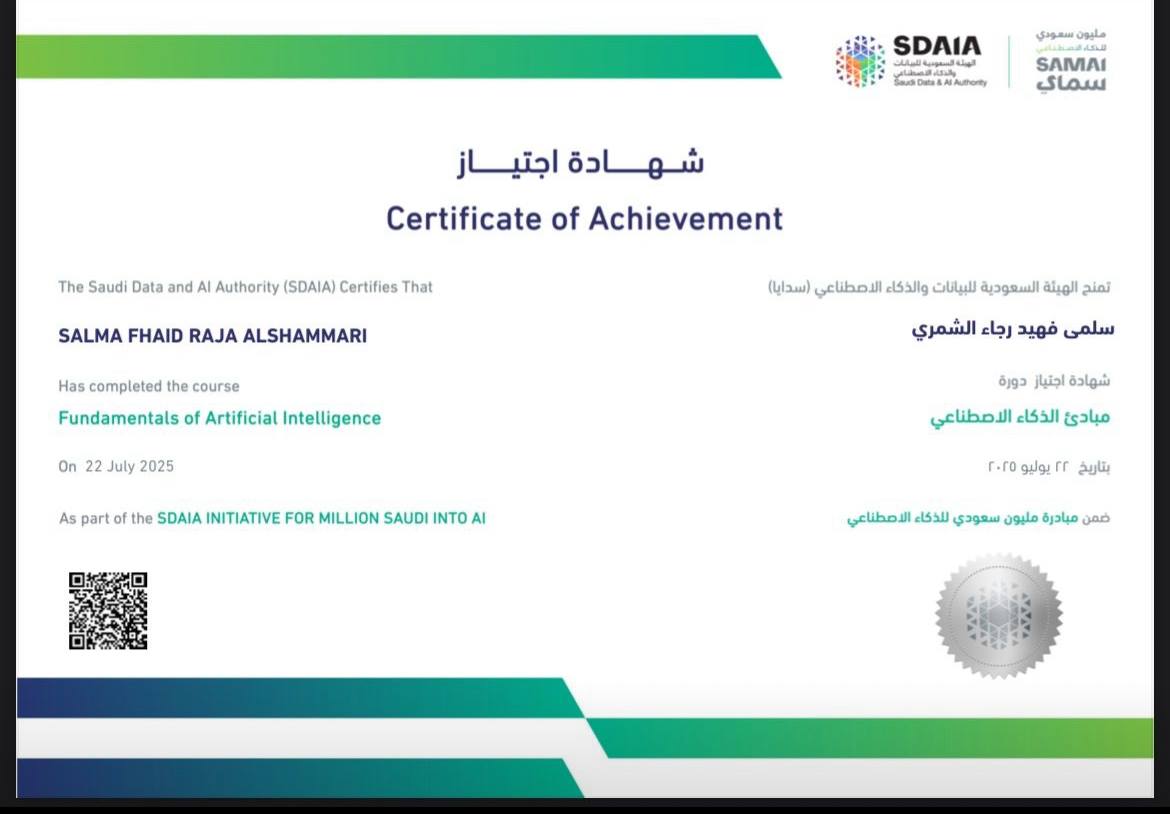 SDAIA
الهيئة السعودية للبيانات
والذكاء الاصطناعي
Saudi Data & AI Authority
مليون سعودي
للذكاء الاصطناعي
SAMAI
سماي
شهـــادة اجتيـــاز
Certificate of Achievement
The Saudi Data and AI Authority (SDAIA) Certifies That
تمنح الهيئة السعودية للبيانات والذكاء الاصطناعي (سدايا)
SALMA FHAID RAJA ALSHAMMARI
سلمى فهيد رجاء الشمري
Has completed the course
شهادة اجتياز دورة
Fundamentals of Artificial Intelligence
مبادئ الذكاء الاصطناعي
On 22 July 2025
بتاريخ ٢٢ يوليو ٢٠٢٥
As part of the SDAIA INITIATIVE FOR MILLION SAUDI INTO AI
ضمن مبادرة مليون سعودي للذكاء الاصطناعي